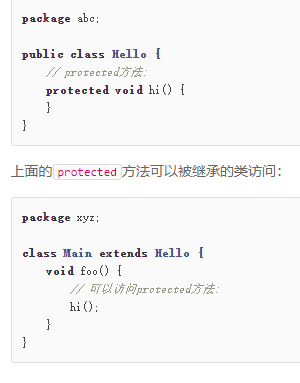 package abc;
public class Hello {
// protected方法:
protected void hi() {
}
}
上面的protected方法可以被继承的类访问：
package xyz;
class Main extends Hello {
void foo() {
// 可以访问protected方法:
hi();
}
}